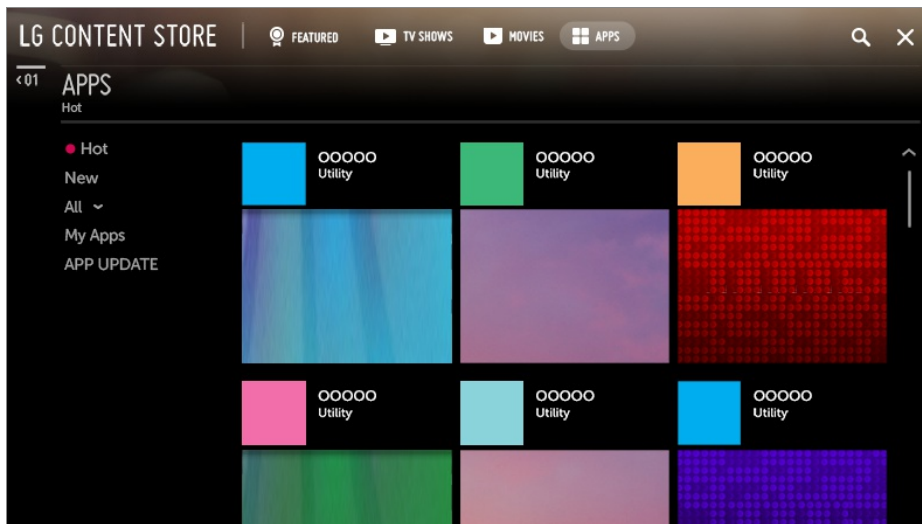 LG CONTENT STORE FEATURED TV SHOWS MOVIES APPS
<01 APPS
Hot
Hot
New
All
My Apps
APP UPDATE
OOOOO
Utility
OOOOO
Utility
OOOOO
Utility
OOOOO
Utility
OOOOO
Utility
OOOOO
Utility